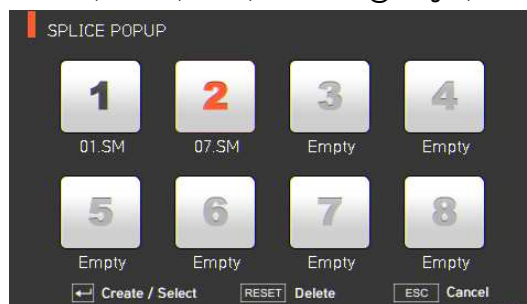 SPLICE POPUP
1 2 3 4
01.SM 07.SM Empty Empty
5 6 7 8
Empty Empty Empty Empty
Create / Select RESET Delete ESC Cancel